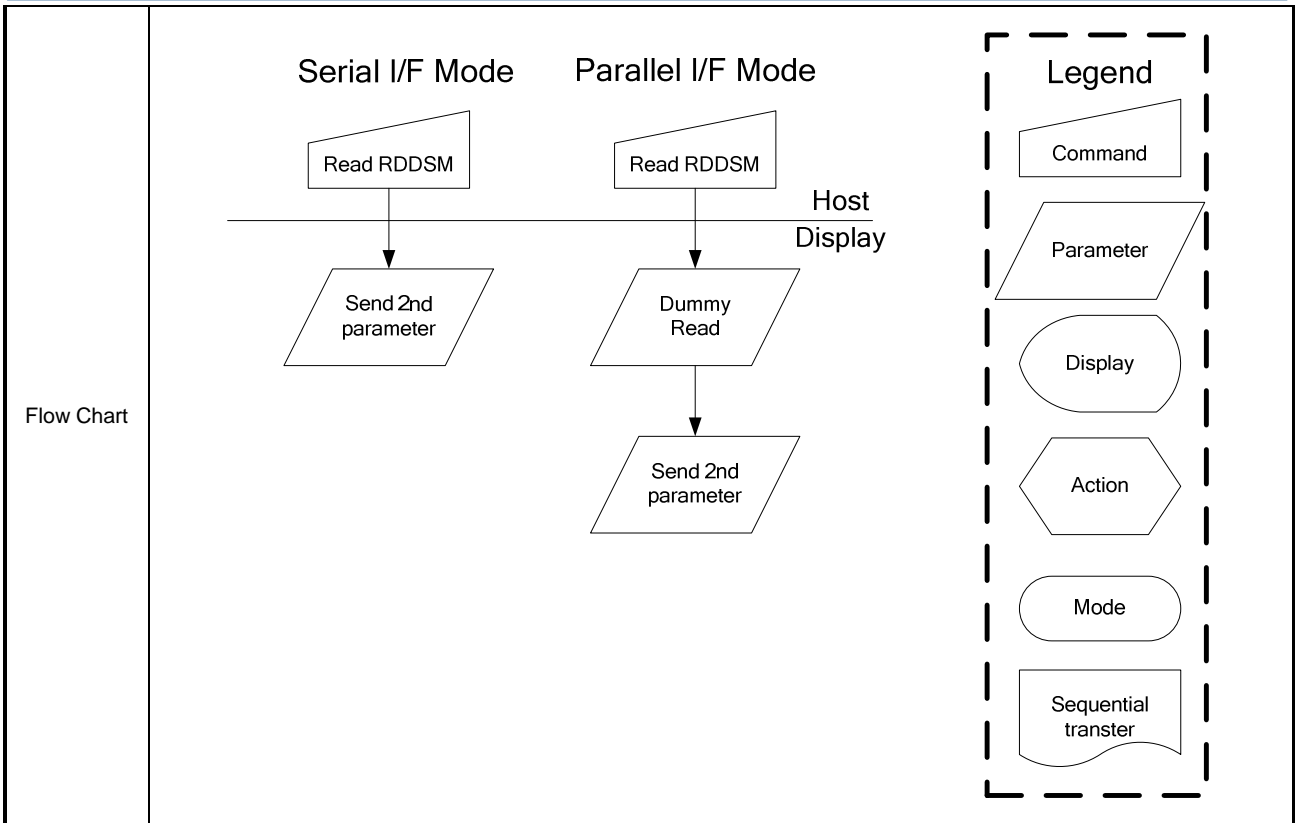 Flow Chart
Serial I/F Mode
Read RDDSM
Send 2nd
parameter
Parallel I/F Mode
Read RDDSM
Host
Display
Dummy
Read
Send 2nd
parameter
Legend
Command
Parameter
Display
Action
Mode
Sequential
transter